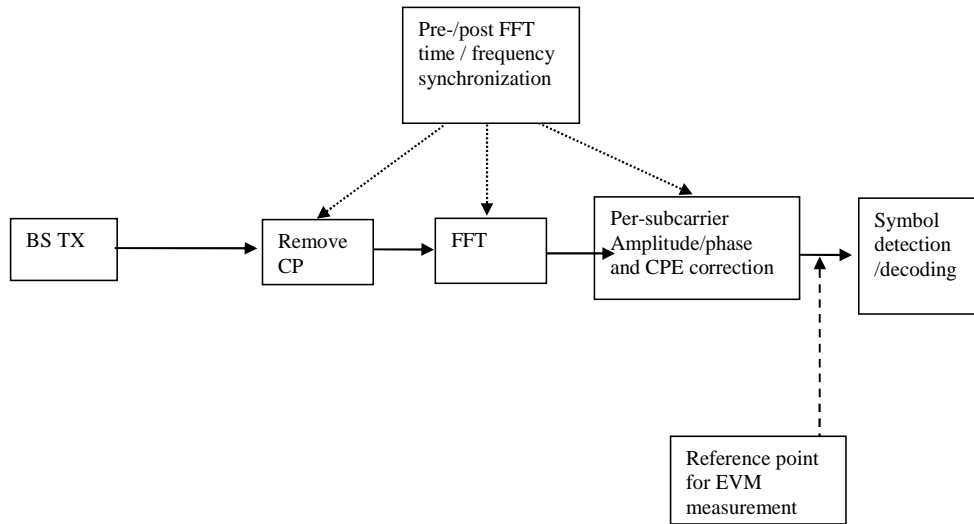 Pre-/post FFT
time / frequency
synchronization
BS TX
Remove
CP
FFT
Per-subcarrier
Amplitude/phase
and CPE correction
Symbol
detection
/decoding
Reference point
for EVM
measurement